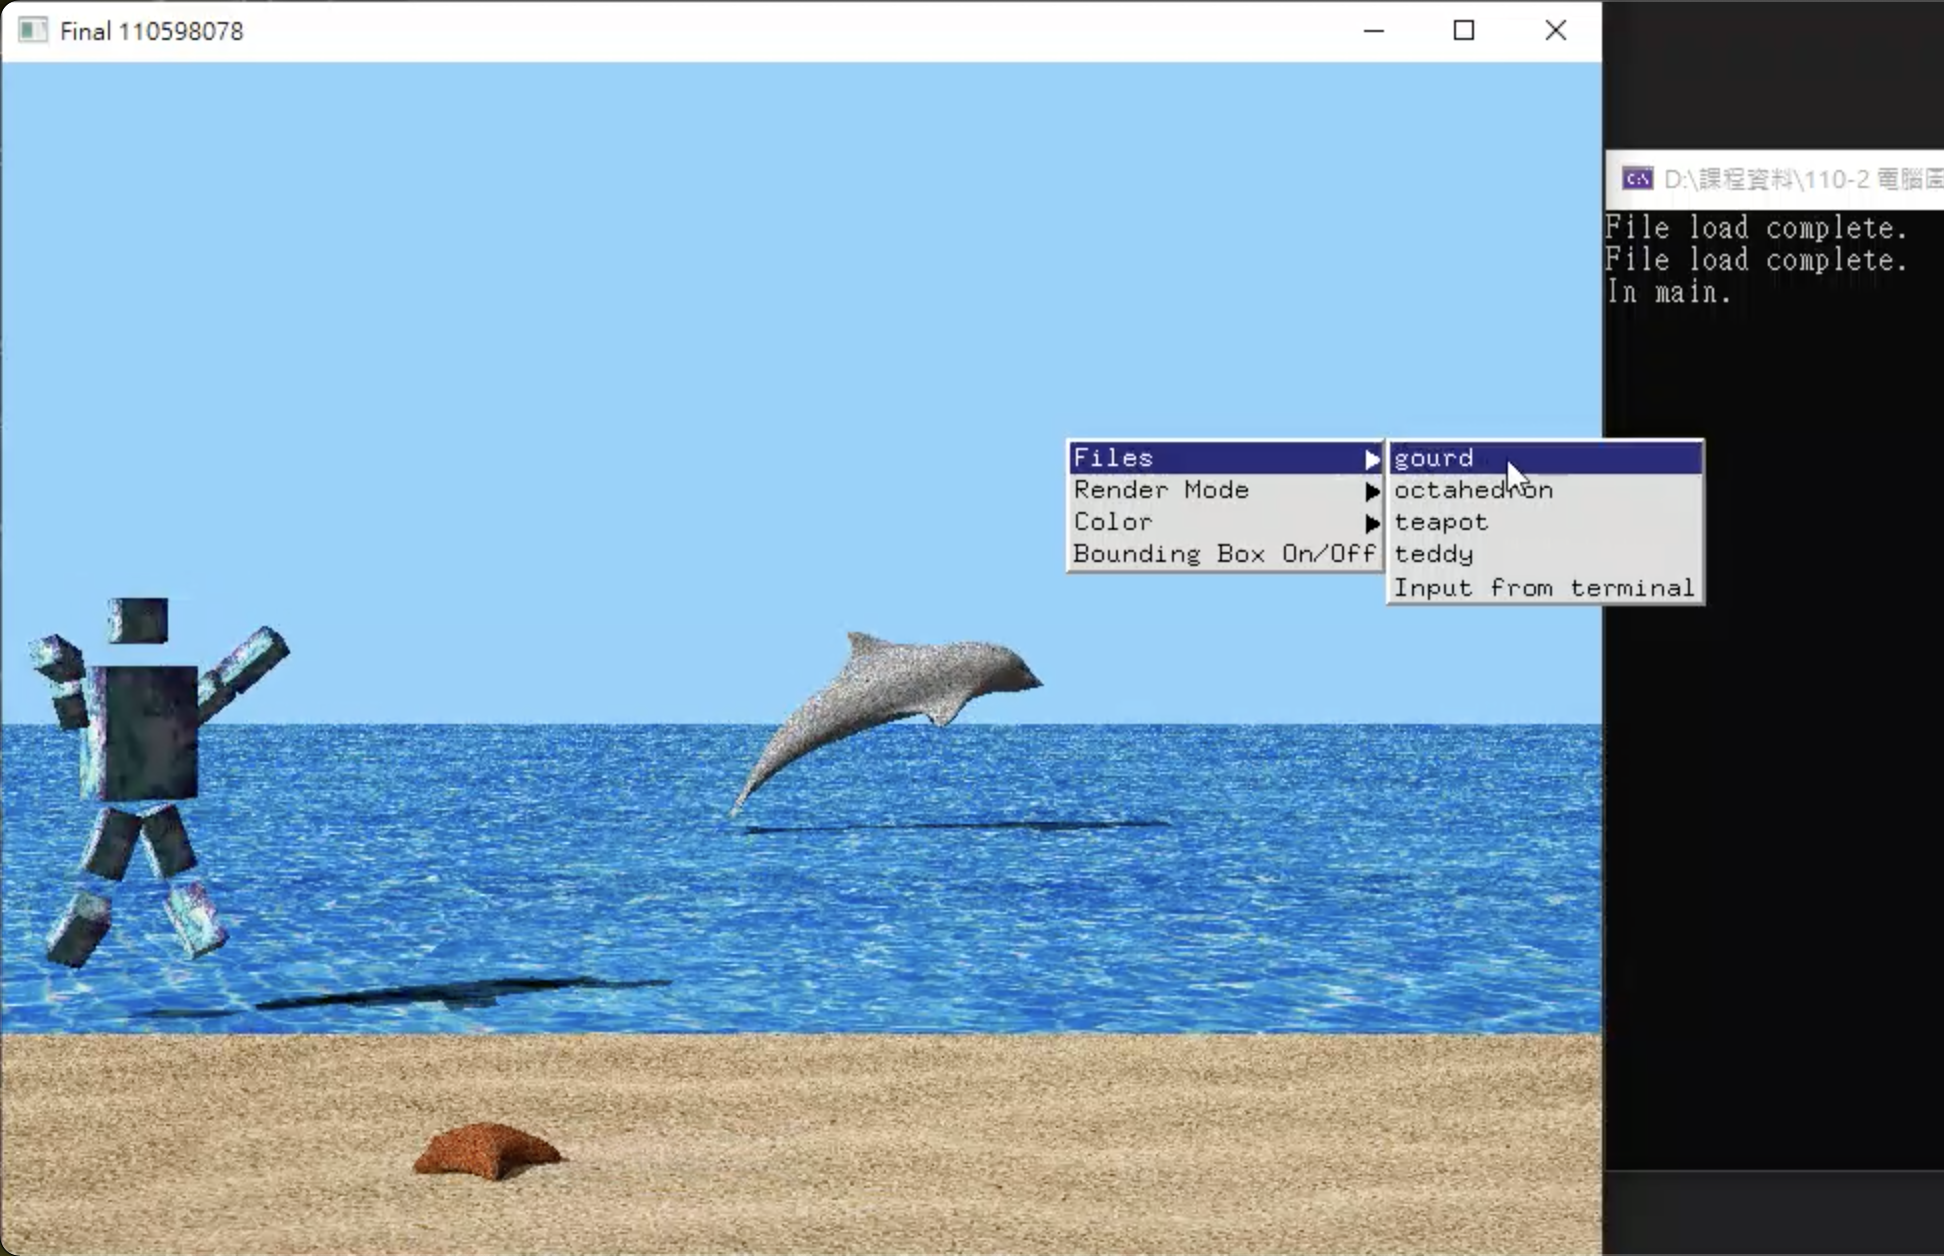 Final 110598078
D:\課程資料\110-2 電腦圖
File load complete.
File load complete.
In main.
Files
Render Mode
Color
Bounding Box On/Off
gourd
octahedron
teapot
teddy
Input from terminal